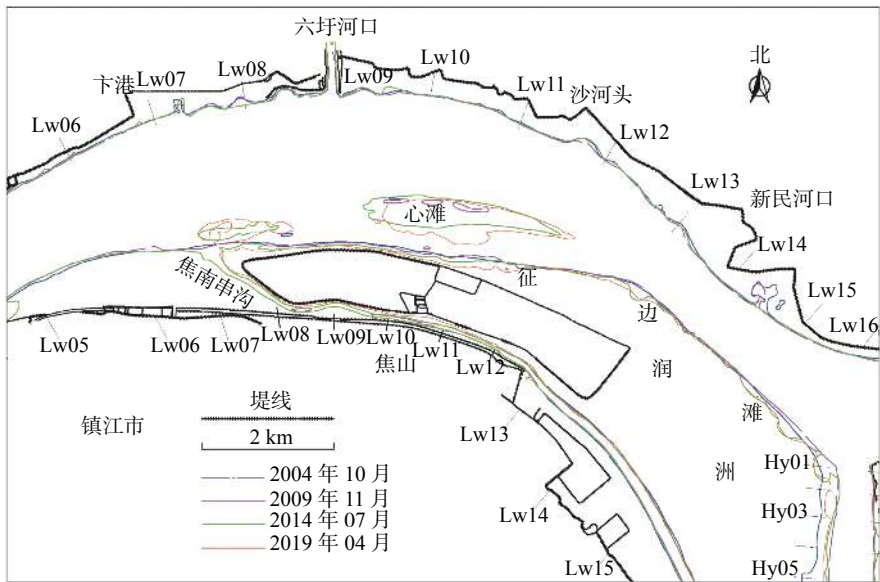 六圩河口
卞港
Lw07
Lw08
Lw09
Lw10
Lw11
沙河头
北
Lw06
Lw12
Lw13
新民河口
Lw14
Lw15
Lw16
心滩
征
边
润
滩
洲
焦南串沟
Lw05
Lw06
Lw07
Lw08
Lw09
Lw10
焦山
Lw11
Lw12
Lw13
Lw14
Lw15
镇江市
堤线
2 km
2004 年 10 月
2009 年 11 月
2014 年 07 月
2019 年 04 月
Hy01
Hy03
Hy05